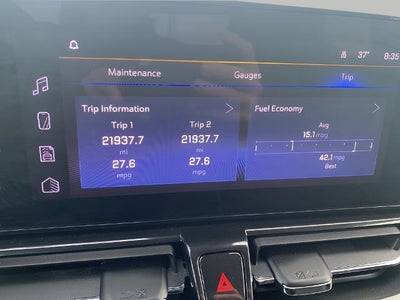 37°
8:35
Maintenance Gauges Trip
Trip Information
Trip 1 Trip 2
21937.7 21937.7
mi mi
27.6 27.6
mpg mpg
Fuel Economy
Avg
15.1 mpg
42.1 mpg
Best